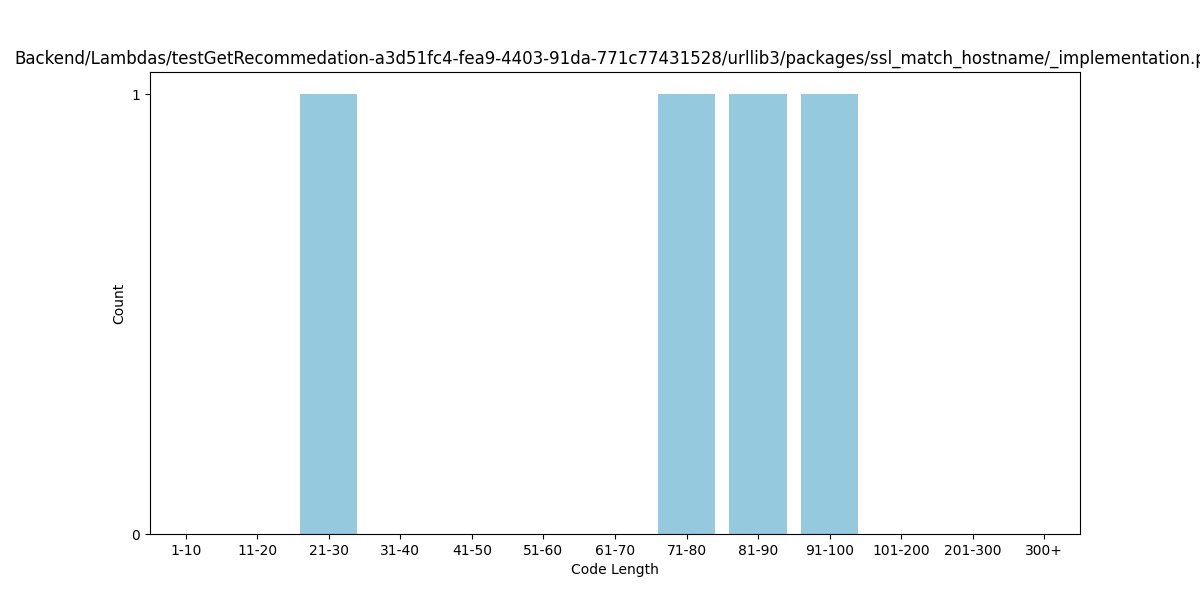 Backend/Lambdas/testGetRecommedation-a3d51fc4-fea9-4403-91da-771c77431528/urllib3/packages/ssl_match_hostname/_implementation.p
1
Count
0
1-10 11-20 21-30 31-40 41-50 51-60 61-70 71-80 81-90 91-100 101-200 201-300 300+
Code Length